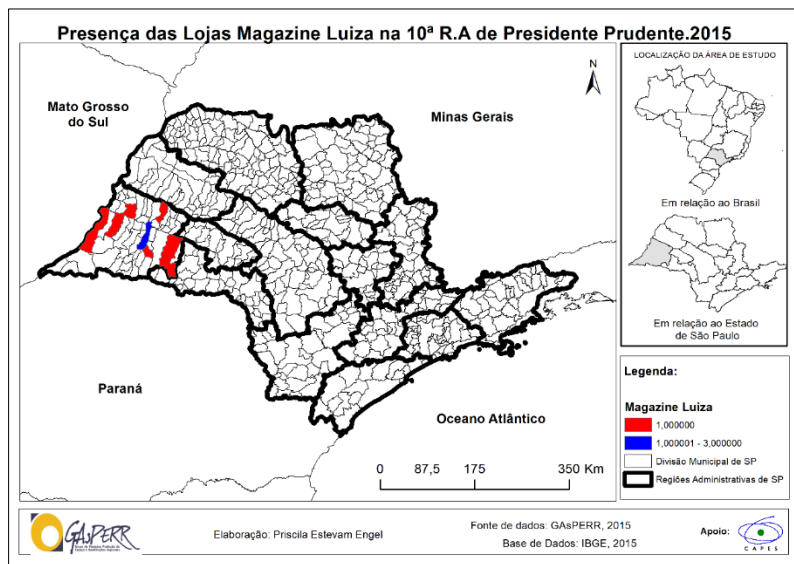 Presença das Lojas Magazine Luiza na 10ª R.A de Presidente Prudente.2015
N
Mato Grosso
do Sul
Minas Gerais
Paraná
Oceano Atlântico
0 87,5 175 350 Km
LOCALIZAÇÃO DA ÁREA DE ESTUDO
Em relação ao Brasil
Em relação ao Estado
de São Paulo
Legenda:
Magazine Luiza
1,000000
1,000001 - 3,000000
Divisão Municipal de SP
Regiões Administrativas de SP
GAsPERR
Elaboração: Priscila Estevam Engel
Fonte de dados: GAsPERR, 2015
Base de Dados: IBGE, 2015
Apoio:
CAPES